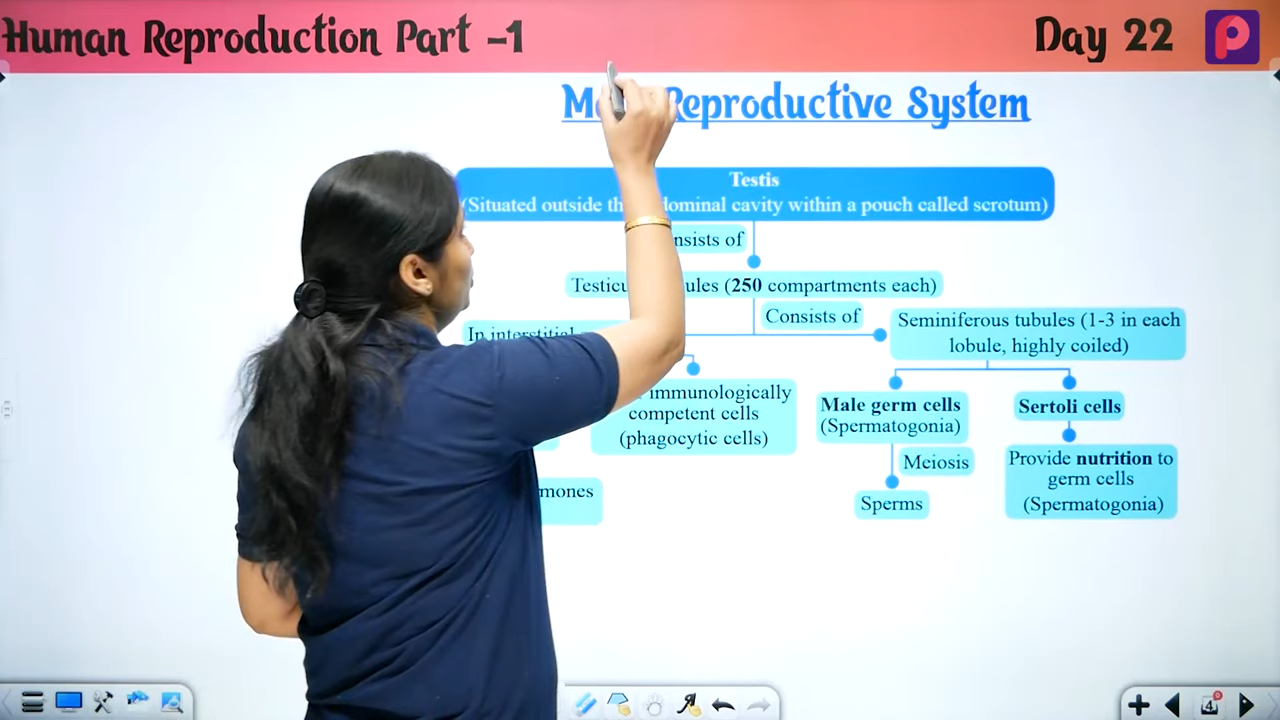 Human Reproduction Part -1
Day 22
Reproductive System
Testis
(Situated outside dominal cavity within a pouch called scrotum)
nsists of
ules (250 compartments each)
Consists of
In interstitial
Seminiferous tubules (1-3 in each
lobule, highly coiled)
immunologically
competent cells
(phagocytic cells)
Male germ cells
(Spermatogonia)
Sertoli cells
Meiosis
Provide nutrition to
germ cells
(Spermatogonia)
mones
Sperms
4